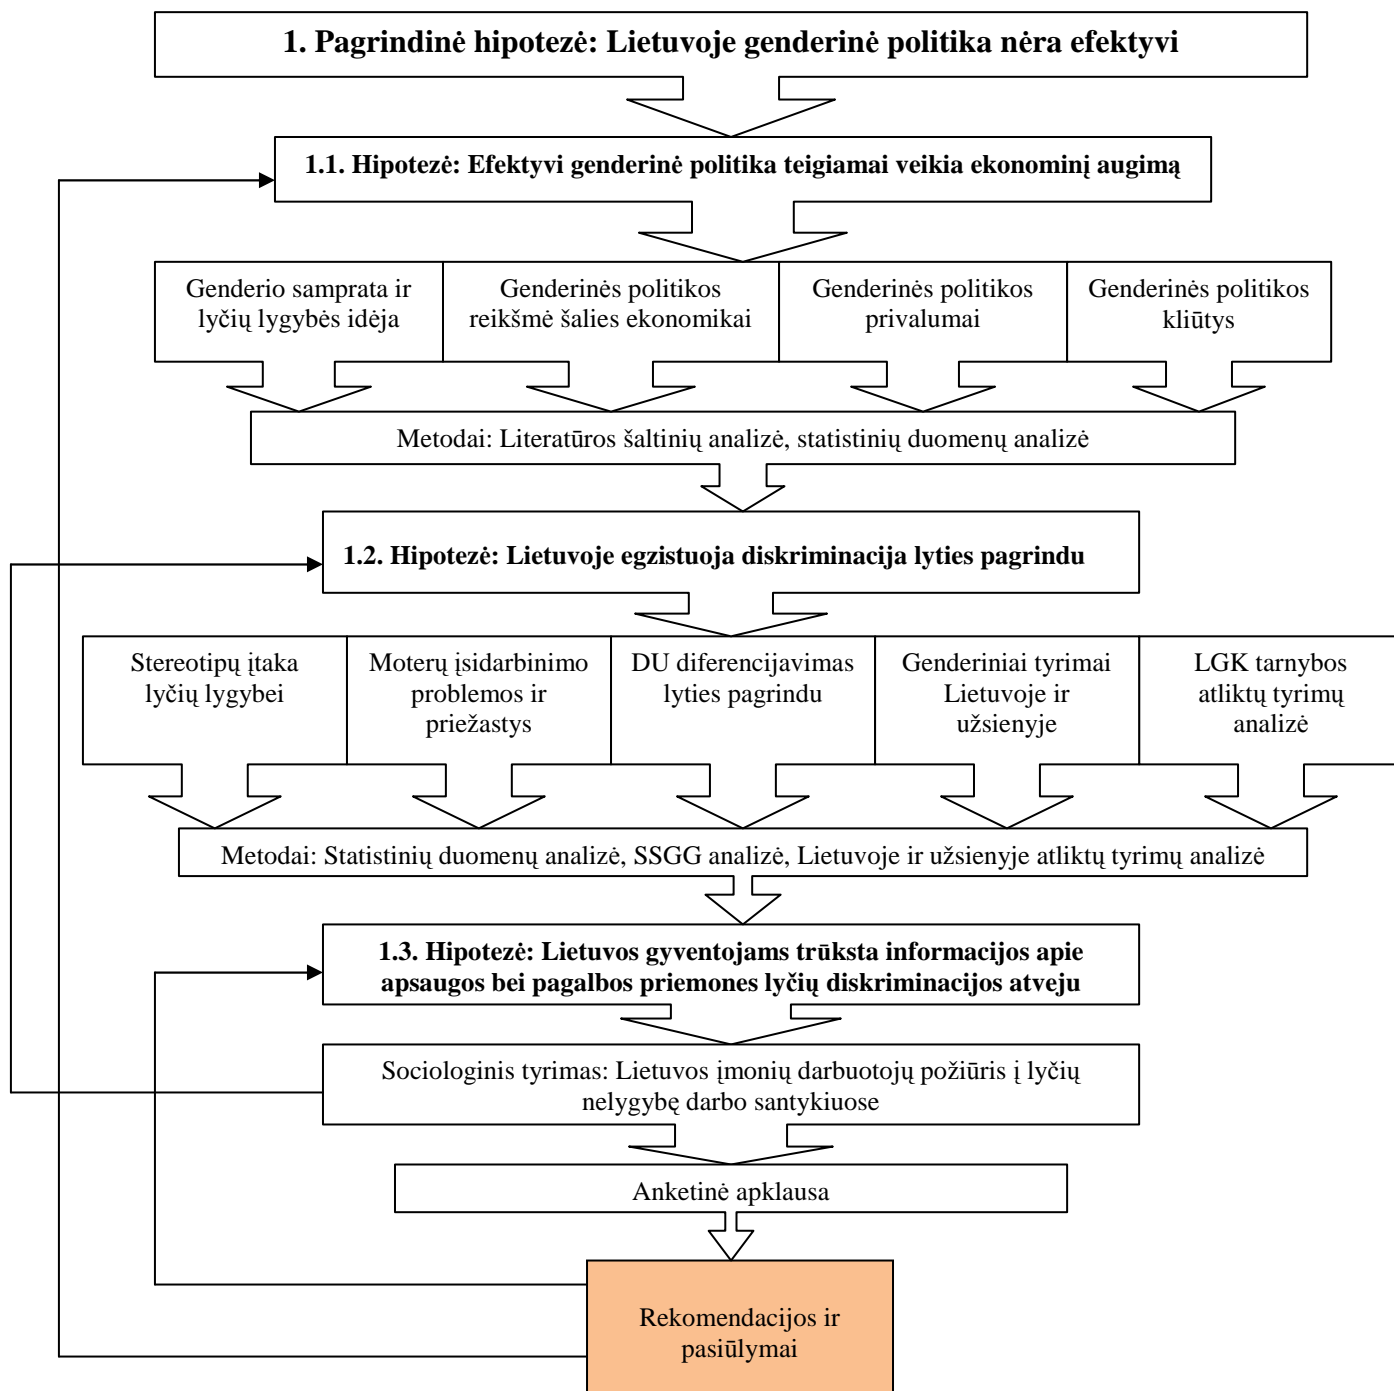 1. Pagrindinė hipotezė: Lietuvoje genderinė politika nėra efektyvi
1.1. Hipotezė: Efektyvi genderinė politika teigiamai veikia ekonominį augimą
Genderio samprata ir
lyčių lygybės idėja
Genderinės politikos
reikšmė šalies ekonomikai
Genderinės politikos
privalumai
Genderinės politikos
kliūtys
Metodai: Literatūros šaltinių analizė, statistinių duomenų analizė
1.2. Hipotezė: Lietuvoje egzistuoja diskriminacija lyties pagrindu
Stereotipų įtaka
lyčių lygybei
Moterų įsidarbinimo
problemos ir
priežastys
DU diferencijavimas
lyties pagrindu
Genderiniai tyrimai
Lietuvoje ir
užsienyje
LGK tarnybos
atliktų tyrimų
analizė
Metodai: Statistinių duomenų analizė, SSGG analizė, Lietuvoje ir užsienyje atliktų tyrimų analizė
1.3. Hipotezė: Lietuvos gyventojams trūksta informacijos apie
apsaugos bei pagalbos priemones lyčių diskriminacijos atveju
Sociologinis tyrimas: Lietuvos įmonių darbuotojų požiūris į lyčių
nelygybę darbo santykiuose
Anketinė apklausa
Rekomendacijos ir
pasiūlymai